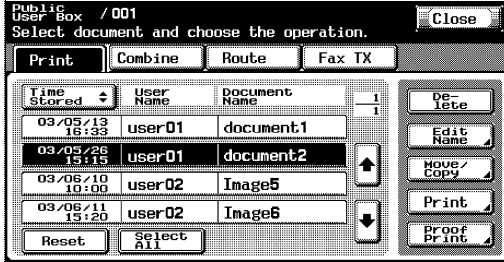 Public
User Box / 001
Close
Select document and choose the operation.
Print Combine Route Fax TX
Time
Stored
User
Name
Document
Name
1
1
03/05/13
16:33
user01 document1
03/05/26
15:15
user01 document2
03/06/10
10:00
user02 Image5
03/06/11
15:20
user02 Image6
Reset
Select
All
De-
lete
Edit
Name
Move/
Copy
Print
Proof
Print